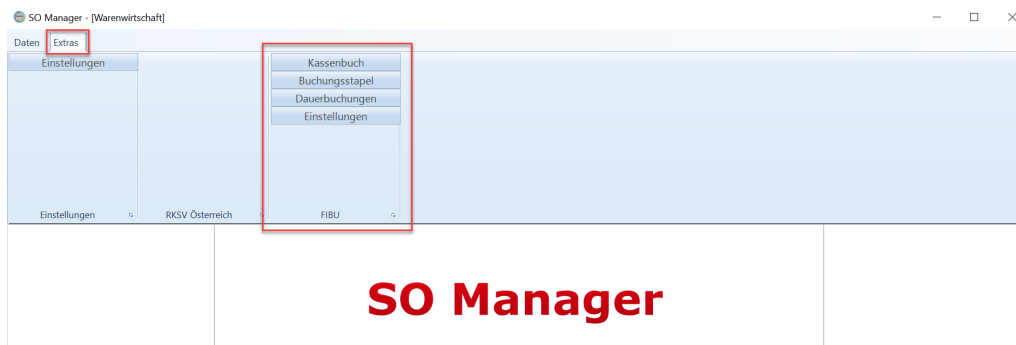 SO Manager - [Warenwirtschaft]
Daten Extras
Einstellungen
Kassenbuch
Buchungsstapel
Dauerbuchungen
Einstellungen
Einstellungen RKSV Österreich FIBU
SO Manager